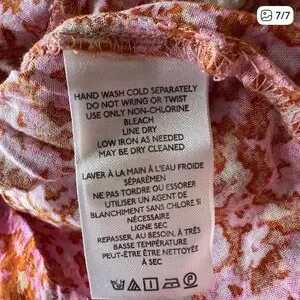 7/7
HAND WASH COLD SEPARATELY
DO NOT WRING OR TWIST
USE ONLY NON-CHLORINE
BLEACH
LINE DRY
LOW IRON AS NEEDED
MAY BE DRY CLEANED
LAVER À LA MAIN À L'EAU FROIDE
SÉPARÉMEN
NE PAS TORDRE OU ESSORER
UTILISER UN AGENT DE
BLANCHIMENT SANS CHLORE SI
NÉCESSAIRE
LIGNE SEC
REPASSER, AU BESOIN, À TRÈS
BASSE TEMPÉRATURE
PEUT-ÊTRE ÊTRE NETTOYÉE
À SEC